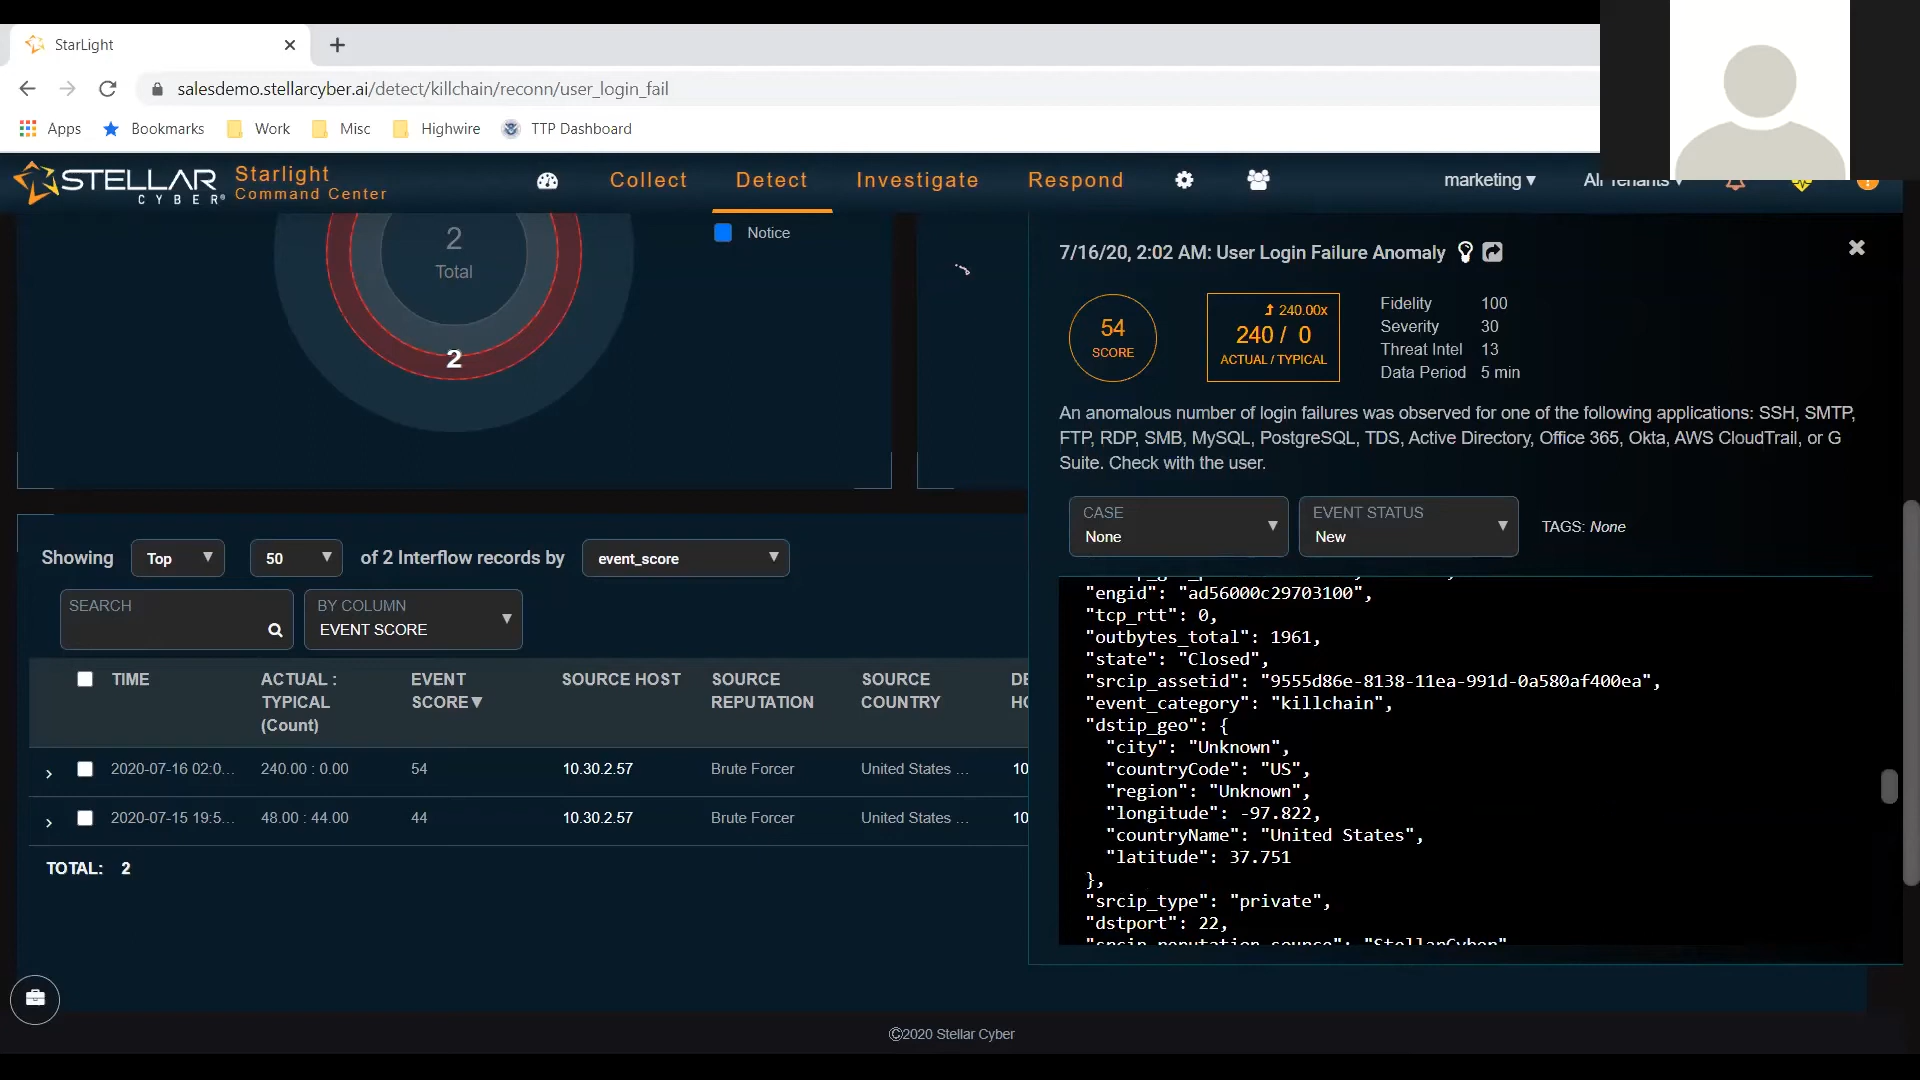 StarLight
salesdemo.stellarcyber.ai/detect/killchain/reconn/user_login_fail
Apps Bookmarks Work Misc Highwire TTP Dashboard
STELLAR CYBER® Starlight Command Center
Collect Detect Investigate Respond marketing All Tenants
2
Total
2
Notice
7/16/20, 2:02 AM: User Login Failure Anomaly
54
SCORE
240.00x
240 / 0
ACTUAL / TYPICAL
Fidelity 100
Severity 30
Threat Intel 13
Data Period 5 min
An anomalous number of login failures was observed for one of the following applications: SSH, SMTP,
FTP, RDP, SMB, MySQL, PostgreSQL, TDS, Active Directory, Office 365, Okta, AWS CloudTrail, or G
Suite. Check with the user.
CASE
None
EVENT STATUS
New
TAGS: None
"engid": "ad56000c29703100",
"tcp_rtt": 0,
"outbytes_total": 1961,
"state": "Closed",
"srcip_assetid": "9555d86e-8138-11ea-991d-0a580af400ea",
"event_category": "killchain",
"dstip_geo": {
"city": "Unknown",
"countryCode": "US",
"region": "Unknown",
"longitude": -97.822,
"countryName": "United States",
"latitude": 37.751
},
"srcip_type": "private",
"dstport": 22,
"srcip_reputation_source": "StellarCyber"
Showing Top 50 of 2 Interflow records by event_score
SEARCH
BY COLUMN
EVENT SCORE
TIME
ACTUAL :
TYPICAL
(Count)
EVENT
SCORE▼
SOURCE HOST
SOURCE
REPUTATION
SOURCE
COUNTRY
2020-07-16 02:0... 240.00 : 0.00 54 10.30.2.57 Brute Forcer United States ... 10
2020-07-15 19:5... 48.00 : 44.00 44 10.30.2.57 Brute Forcer United States ... 10
TOTAL: 2
©2020 Stellar Cyber